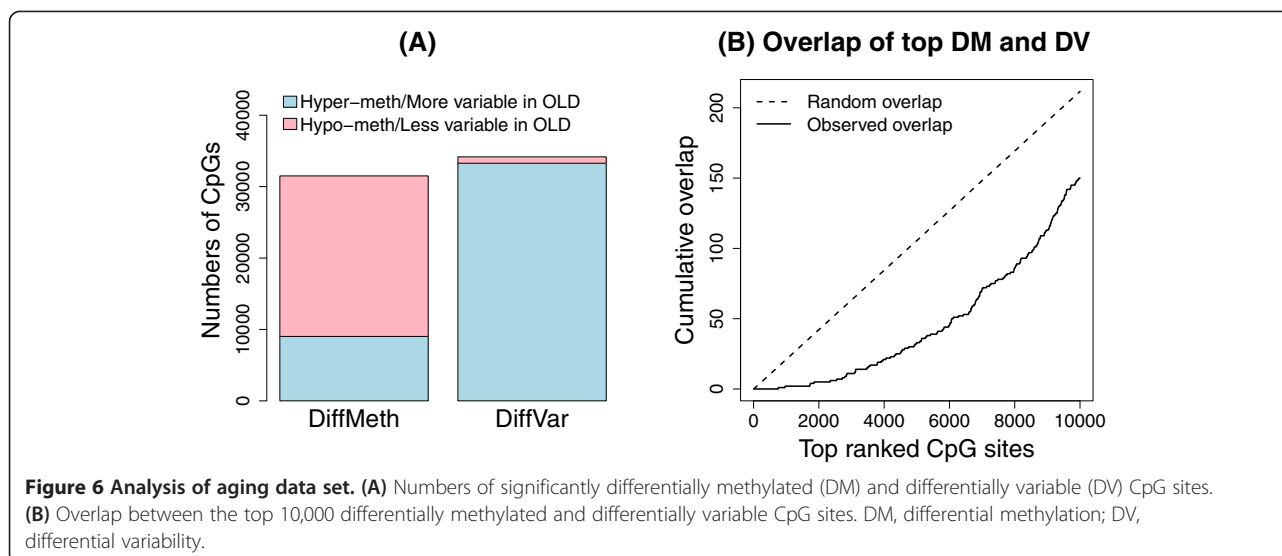 (A)
Hyper−meth/More variable in OLD
Hypo−meth/Less variable in OLD
Numbers of CpGs
0 10000 20000 30000 40000
DiffMeth DiffVar
(B) Overlap of top DM and DV
Random overlap
Observed overlap
Cumulative overlap
0 50 100 150 200
0 2000 4000 6000 8000 10000
Top ranked CpG sites
Figure 6 Analysis of aging data set. (A) Numbers of significantly differentially methylated (DM) and differentially variable (DV) CpG sites.
(B) Overlap between the top 10,000 differentially methylated and differentially variable CpG sites. DM, differential methylation; DV,
differential variability.